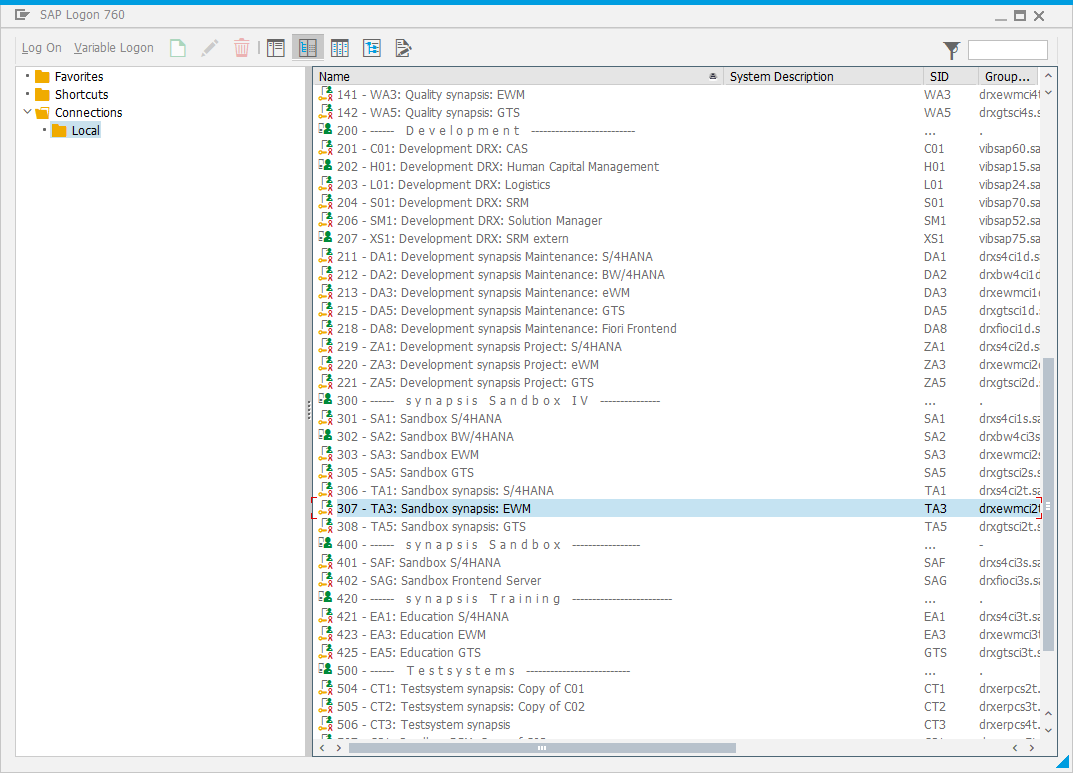 SAP Logon 760
Log On Variable Logon
Favorites
Shortcuts
Connections
Local
Name System Description SID Group...
141 - WA3: Quality synapsis: EWM WA3 drxewmci4t
142 - WA5: Quality synapsis: GTS WA5 drxgtsci4s.s
200 - ------ D e v e l o p m e n t -------------------------- ... .
201 - C01: Development DRX: CAS C01 vibsap60.sa
202 - H01: Development DRX: Human Capital Management H01 vibsap15.sa
203 - L01: Development DRX: Logistics L01 vibsap24.sa
204 - S01: Development DRX: SRM S01 vibsap70.sa
206 - SM1: Development DRX: Solution Manager SM1 vibsap52.sa
207 - XS1: Development DRX: SRM extern XS1 vibsap75.sa
211 - DA1: Development synapsis Maintenance: S/4HANA DA1 drxs4ci1d.s
212 - DA2: Development synapsis Maintenance: BW/4HANA DA2 drxbw4ci1d
213 - DA3: Development synapsis Maintenance: eWM DA3 drxewmci1d
215 - DA5: Development synapsis Maintenance: GTS DA5 drxgtsci1d.
218 - DA8: Development synapsis Maintenance: Fiori Frontend DA8 drxfioci1d.s
219 - ZA1: Development synapsis Project: S/4HANA ZA1 drxs4ci2d.s
220 - ZA3: Development synapsis Project: eWM ZA3 drxewmci2d
221 - ZA5: Development synapsis Project: GTS ZA5 drxgtsci2d.
300 - ------ s y n a p s i s S a n d b o x I V --------------- ... .
301 - SA1: Sandbox S/4HANA SA1 drxs4ci1s.s
302 - SA2: Sandbox BW/4HANA SA2 drxbw4ci3s
303 - SA3: Sandbox EWM SA3 drxewmci2s
305 - SA5: Sandbox GTS SA5 drxgtsci2s.
306 - TA1: Sandbox synapsis: S/4HANA TA1 drxs4ci2t.s
307 - TA3: Sandbox synapsis: EWM TA3 drxewmci2t
308 - TA5: Sandbox synapsis: GTS TA5 drxgtsci2t.s
400 - ------ s y n a p s i s S a n d b o x ----------------- ... -
401 - SAF: Sandbox S/4HANA SAF drxs4ci3s.s
402 - SAG: Sandbox Frontend Server SAG drxfioci3s.s
420 - ------ s y n a p s i s T r a i n i n g ------------------------- ... .
421 - EA1: Education S/4HANA EA1 drxs4ci3t.s
423 - EA3: Education EWM EA3 drxewmci3t
425 - EA5: Education GTS GTS drxgtsci3t.s
500 - ------ T e s t s y s t e m s -------------------------- ... .
504 - CT1: Testsystem synapsis: Copy of C01 CT1 drxerpcs2t.
505 - CT2: Testsystem synapsis: Copy of C02 CT2 drxerpcs3t.
506 - CT3: Testsystem synapsis CT3 drxerpcs4t.